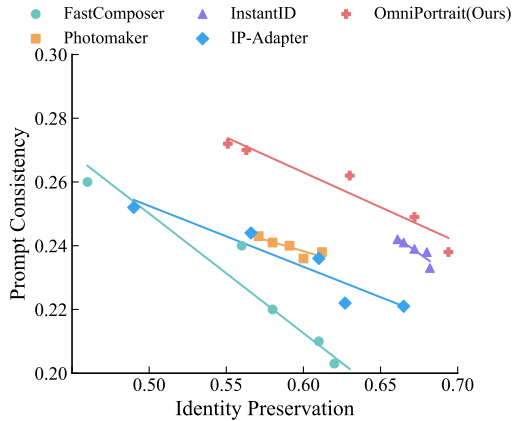 FastComposer InstantID OmniPortrait(Ours)
Photomaker IP-Adapter
0.30
0.28
0.26
0.24
0.22
0.20
Prompt Consistency
0.50 0.55 0.60 0.65 0.70
Identity Preservation